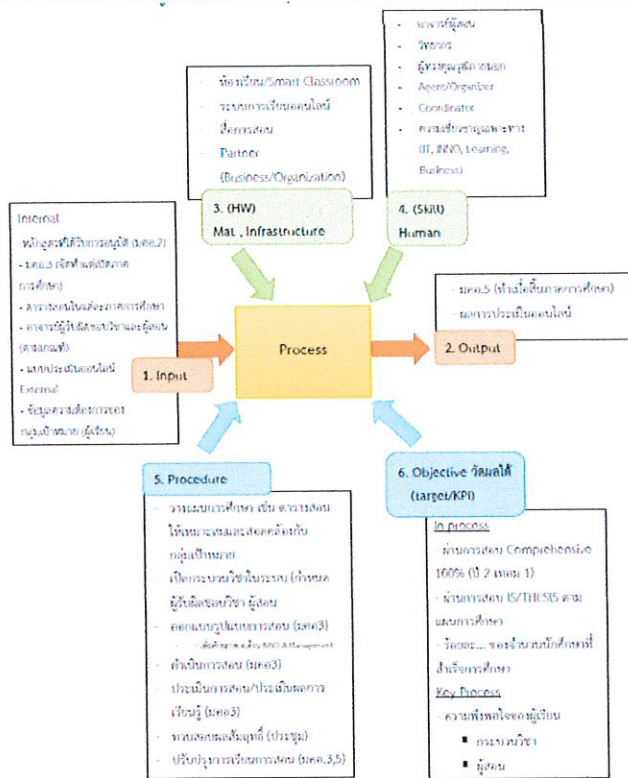 - ห้องเรียน/Smart Classroom
- ระบบการเรียนออนไลน์
- สื่อการสอน
- Partner
(Business/Organization)
3. (HW)
Mat , Infrastructure
- อาจารย์ผู้สอน
- วิทยากร
- ผู้ทรงคุณวุฒิภายนอก
- Agent/Organizer
- Coordinator
- ความเชี่ยวชาญเฉพาะทาง
(IT, INNO, Learning,
Business)
4. (Skill)
Human
Internal
-หลักสูตรที่ได้รับการอนุมัติ (มคอ.2)
- มคอ.3 (จัดทำแต่เปิดภาค
การศึกษา)
- ตารางสอนในแต่ละภาคการศึกษา
- อาจารย์ผู้รับผิดชอบวิชาและผู้สอน
(ตามเกณฑ์)
- แบบประเมินออนไลน์
External
- ข้อมูลความต้องการของ
กลุ่มเป้าหมาย (ผู้เรียน)
1. Input
Process
- มคอ.5 (ทำเมื่อสิ้นภาคการศึกษา)
- ผลการประเมินออนไลน์
2. Output
5. Procedure
- วางแผนการศึกษา เช่น ตารางสอน
ให้เหมาะสมและสอดคล้องกับ
กลุ่มเป้าหมาย
- เปิดกระบวนวิชาในระบบ (กำหนด
ผู้รับผิดชอบวิชา ผู้สอน
- ออกแบบรูปแบบการสอน (มคอ3)
INNO & Management)
- ดำเนินการสอน (มคอ3)
- ประเมินการสอน/ประเมินผลการ
เรียนรู้ (มคอ3)
- ทวนสอบผลสัมฤทธิ์ (ประชุม)
- ปรับปรุงการเรียนการสอน (มคอ.3,5)
6. Objective วัดผลได้
(target/KPI)
In process
- ผ่านการสอบ Comprehensive
100% (ปี 2 เทอม 1)
- ผ่านการสอบ IS/THESIS ตาม
แผนการศึกษา
- ร้อยละ... ของจำนวนนักศึกษาที่
สำเร็จการศึกษา
Key Process
- ความพึงพอใจของผู้เรียน
▪ กระบวนวิชา
▪ ผู้สอน